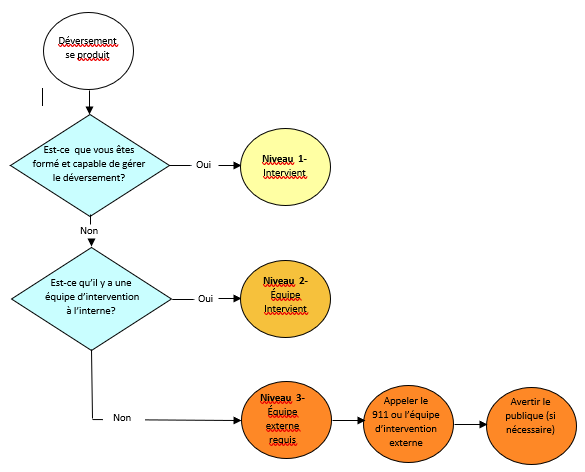 Déversement
se produit
Est-ce que vous êtes
formé et capable de gérer
le déversement?
Oui
Niveau 1-
Intervient
Non
Est-ce qu'il y a une
équipe d'intervention
à l'interne?
Oui
Niveau 2-
Équipe
Intervient
Non
Niveau 3-
Équipe
externe
requis
Appeler le
911 ou l'équipe
d'intervention
externe
Avertir le
publique (si
nécessaire)